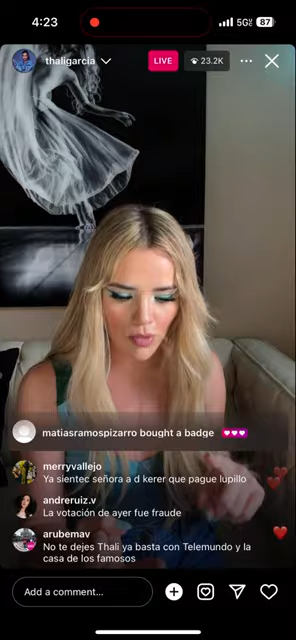 4:23
5G
87
thaligarcia
LIVE
23.2K
matiasramospizarro bought a badge
merryvallejo
Ya sientec señora a d kerer que pague lupillo
andreruiz.v
La votación de ayer fue fraude
arubemav
No te dejes Thali ya basta con Telemundo y la
casa de los famosos
Add a comment...